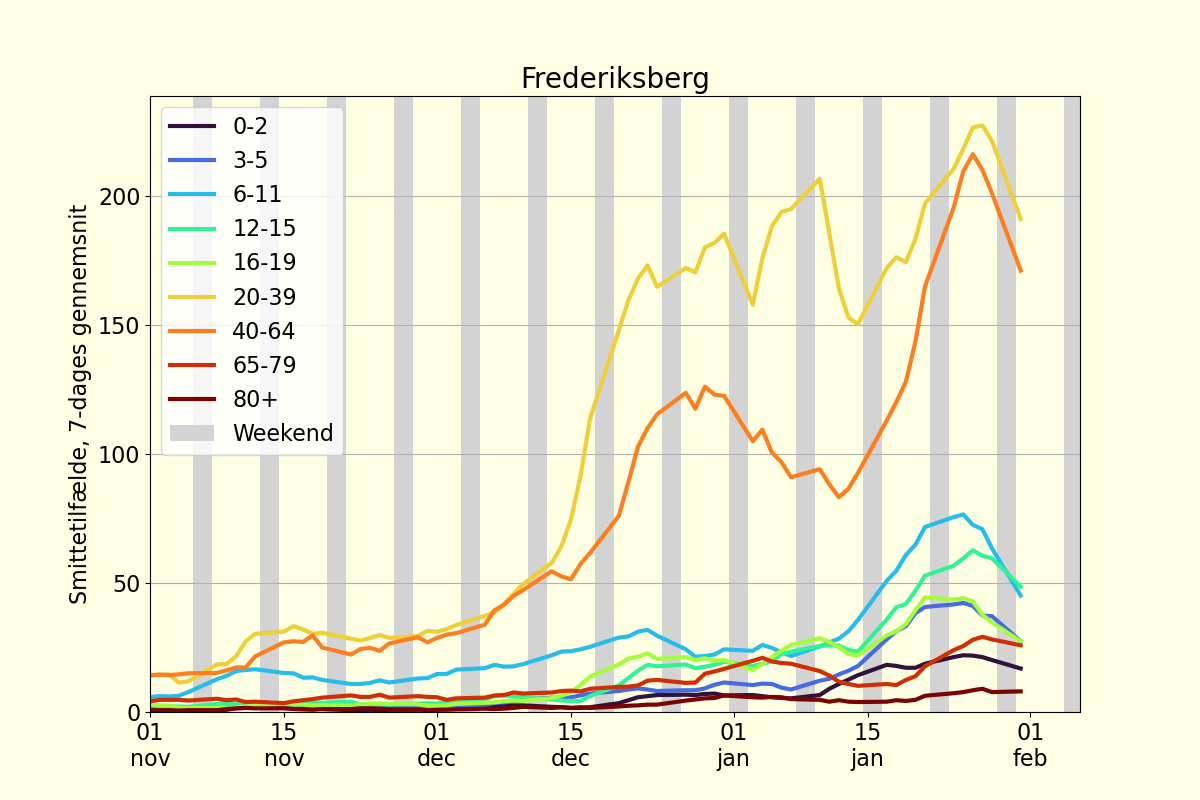 Frederiksberg
Smittetilfælde, 7-dages gennemsnit
200
150
100
50
0
0-2
3-5
6-11
12-15
16-19
20-39
40-64
65-79
80+
Weekend
01 15 01 15 01 15 01
nov nov dec dec jan jan feb